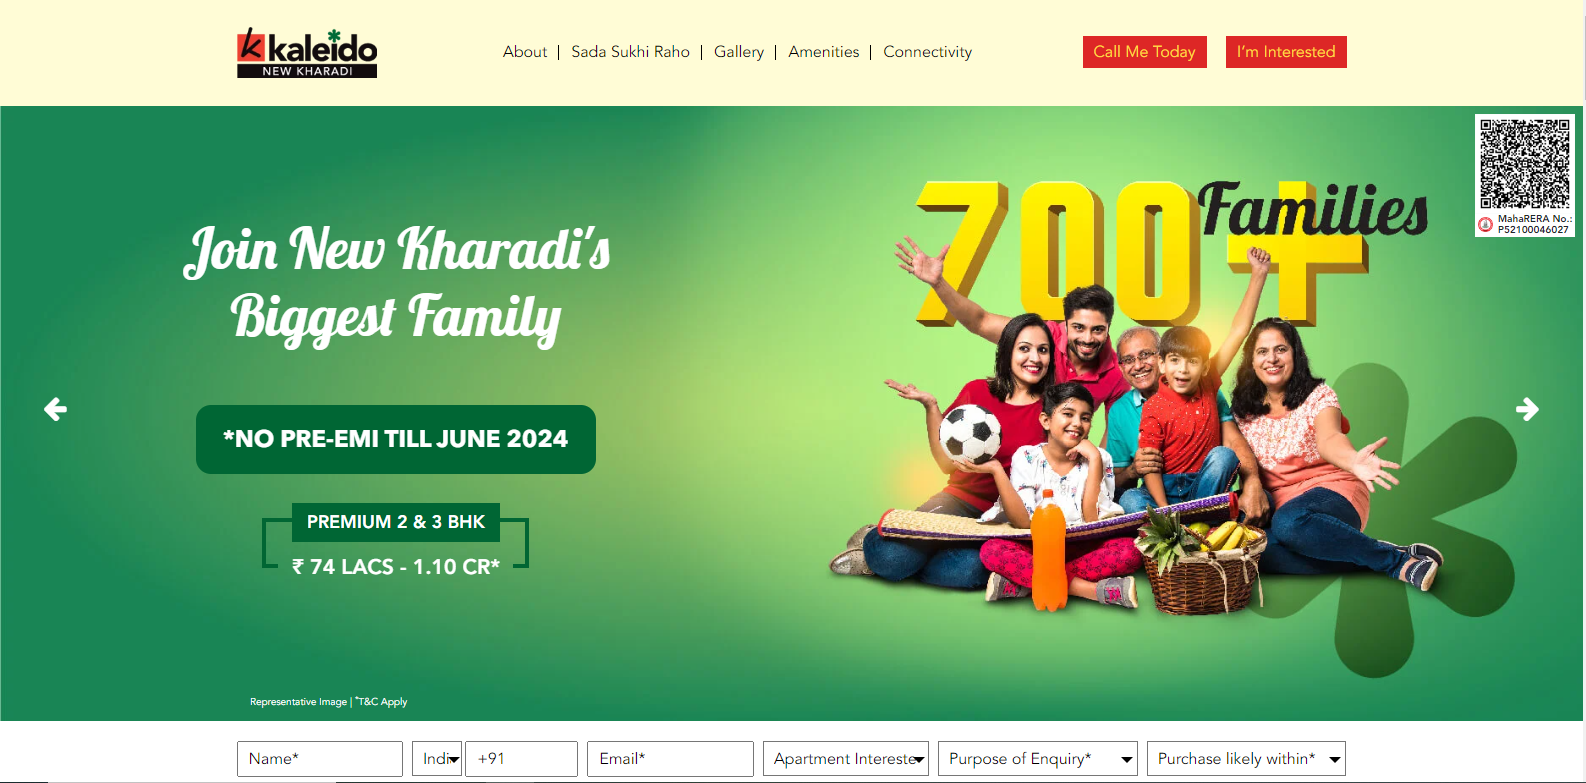 k kaleido
NEW KHARADI
About | Sada Sukhi Raho | Gallery | Amenities | Connectivity
Call Me Today
I'm Interested
MahaRERA No.:
P52100046027
700+ Families
Join New Kharadi's
Biggest Family
*NO PRE-EMI TILL JUNE 2024
PREMIUM 2 & 3 BHK
₹ 74 LACS - 1.10 CR*
Representative Image | *T&C Apply
Name*
Indi
+91
Email*
Apartment Intereste
Purpose of Enquiry*
Purchase likely within*